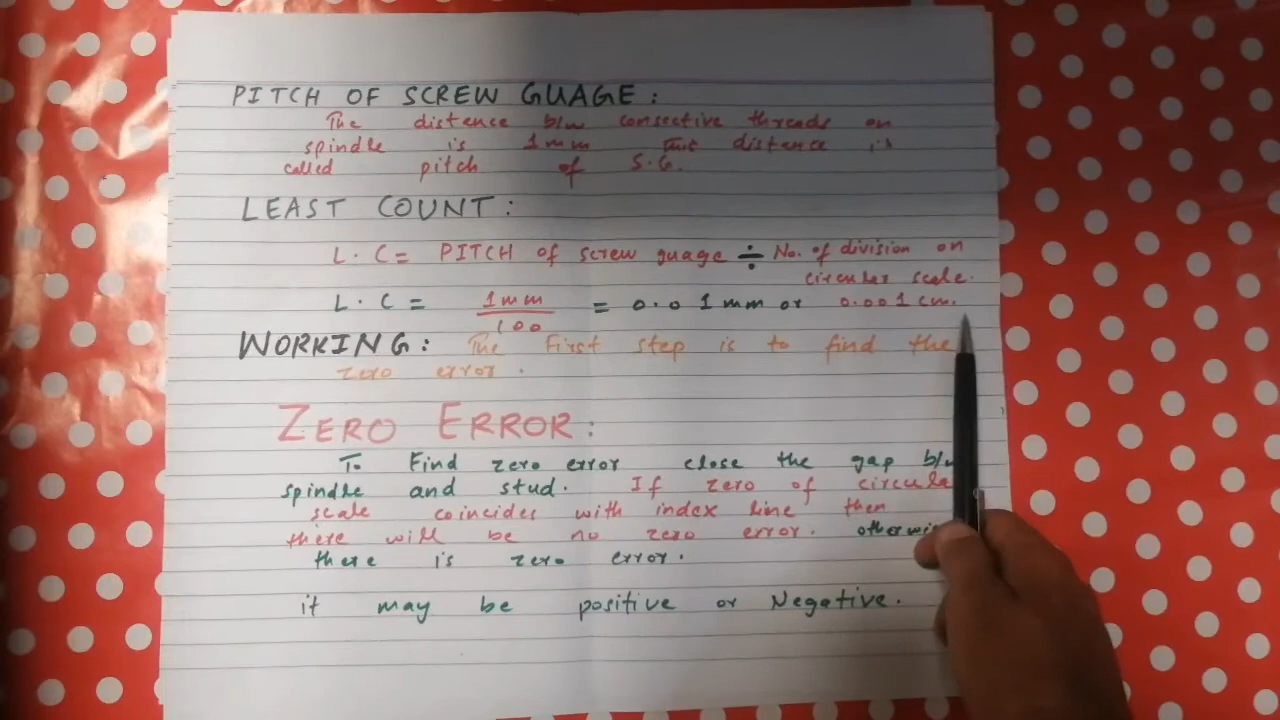 PITCH OF SCREW GUAGE:
The distense b/w consective threads on
spindle is 1mm This distance is
called pitch of S.G.
LEAST COUNT:
L.C = PITCH of screw guage ÷ No. of division on
circular scale.
L.C = 1mm / 100 = 0.01mm or 0.001cm.
WORKING: The First step is to find the
zero error.
ZERO ERROR:
To Find zero error close the gap b/w
spindle and stud. If zero of circula
scale coincides with index line then
there will be no zero error. otherwi
there is zero error.
it may be positive or Negative.